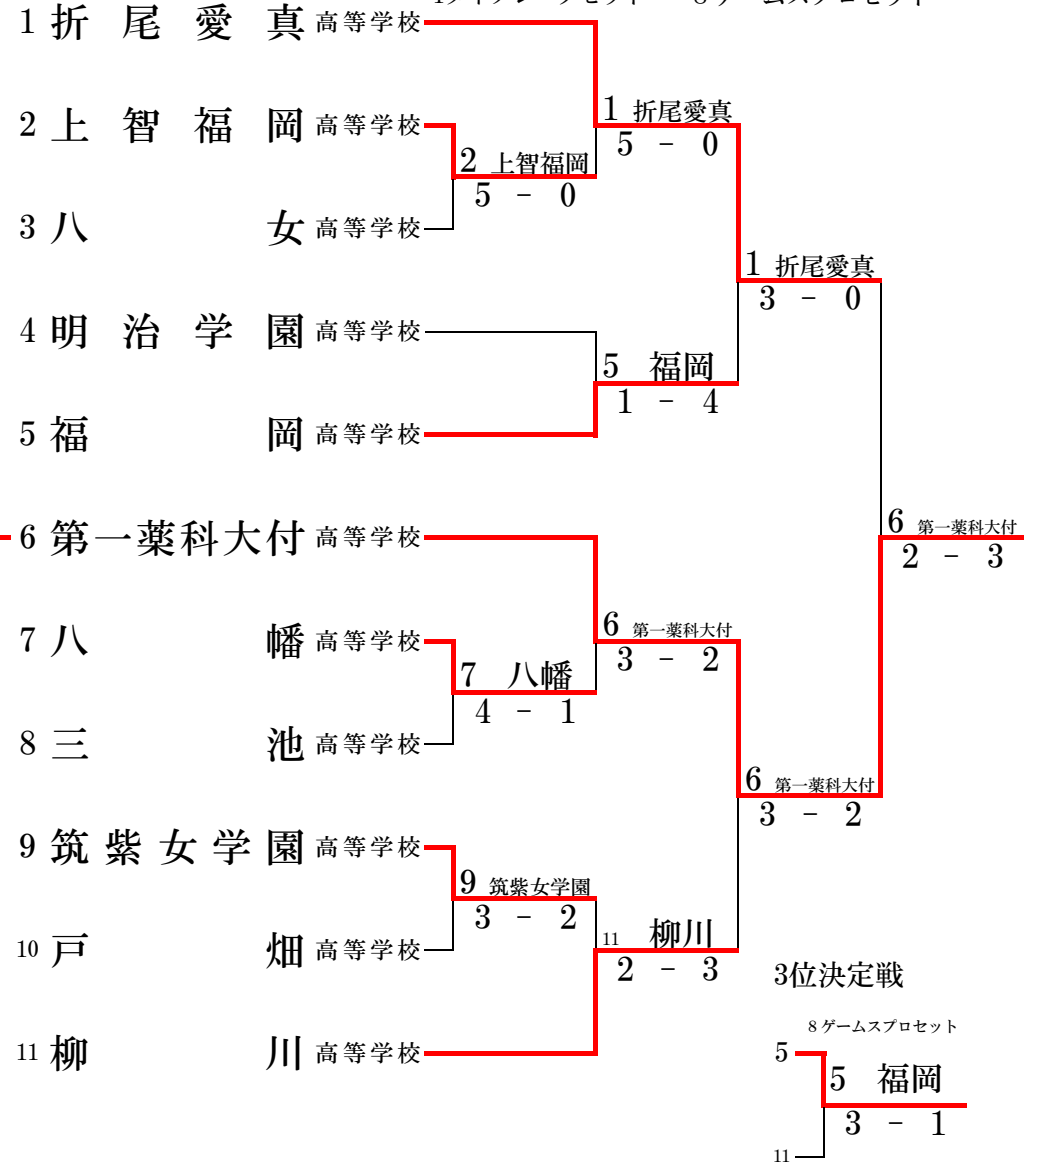 1 折尾愛真 高等学校
2 上智福岡 高等学校
3 八女 高等学校
4 明治学園 高等学校
5 福岡 高等学校
6 第一薬科大付 高等学校
7 八幡 高等学校
8 三池 高等学校
9 筑紫女学園 高等学校
10 戸畑 高等学校
11 柳川 高等学校
2 上智福岡
5 - 0
7 八幡
4 - 1
9 筑紫女学園
3 - 2
1 折尾愛真
5 - 0
5 福岡
1 - 4
6 第一薬科大付
3 - 2
11 柳川
2 - 3
1 折尾愛真
3 - 0
6 第一薬科大付
3 - 2
6 第一薬科大付
2 - 3
3位決定戦
8ゲームスプロセット
5
5 福岡
3 - 1
11